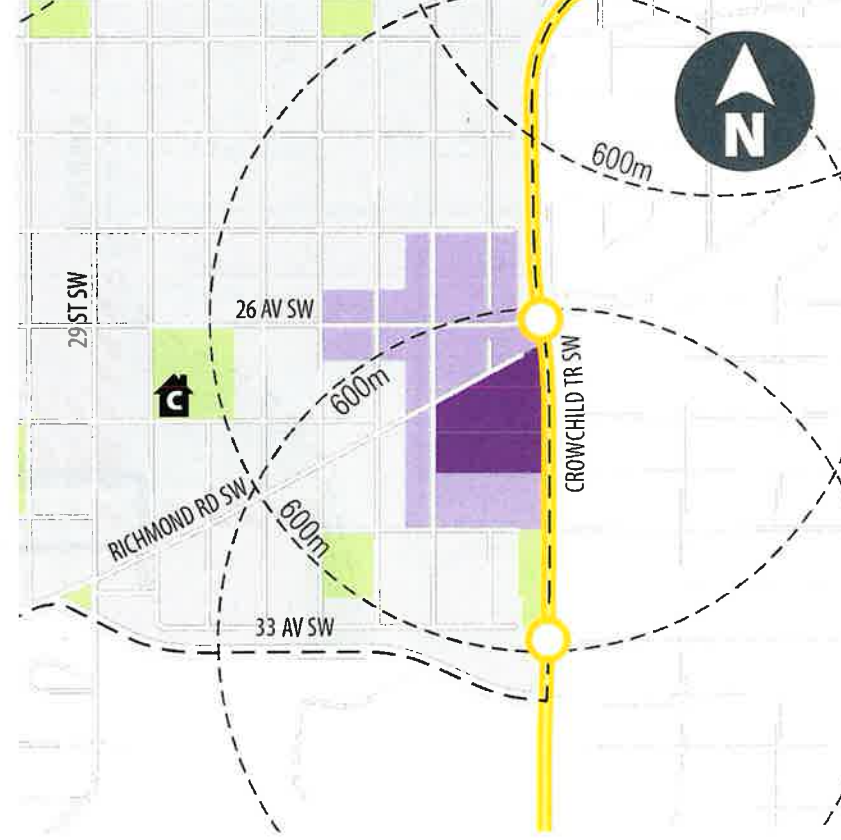 N
600m
29 ST SW
26 AV SW
CROWCHILD TR SW
600m
C
RICHMOND RD SW
600m
33 AV SW